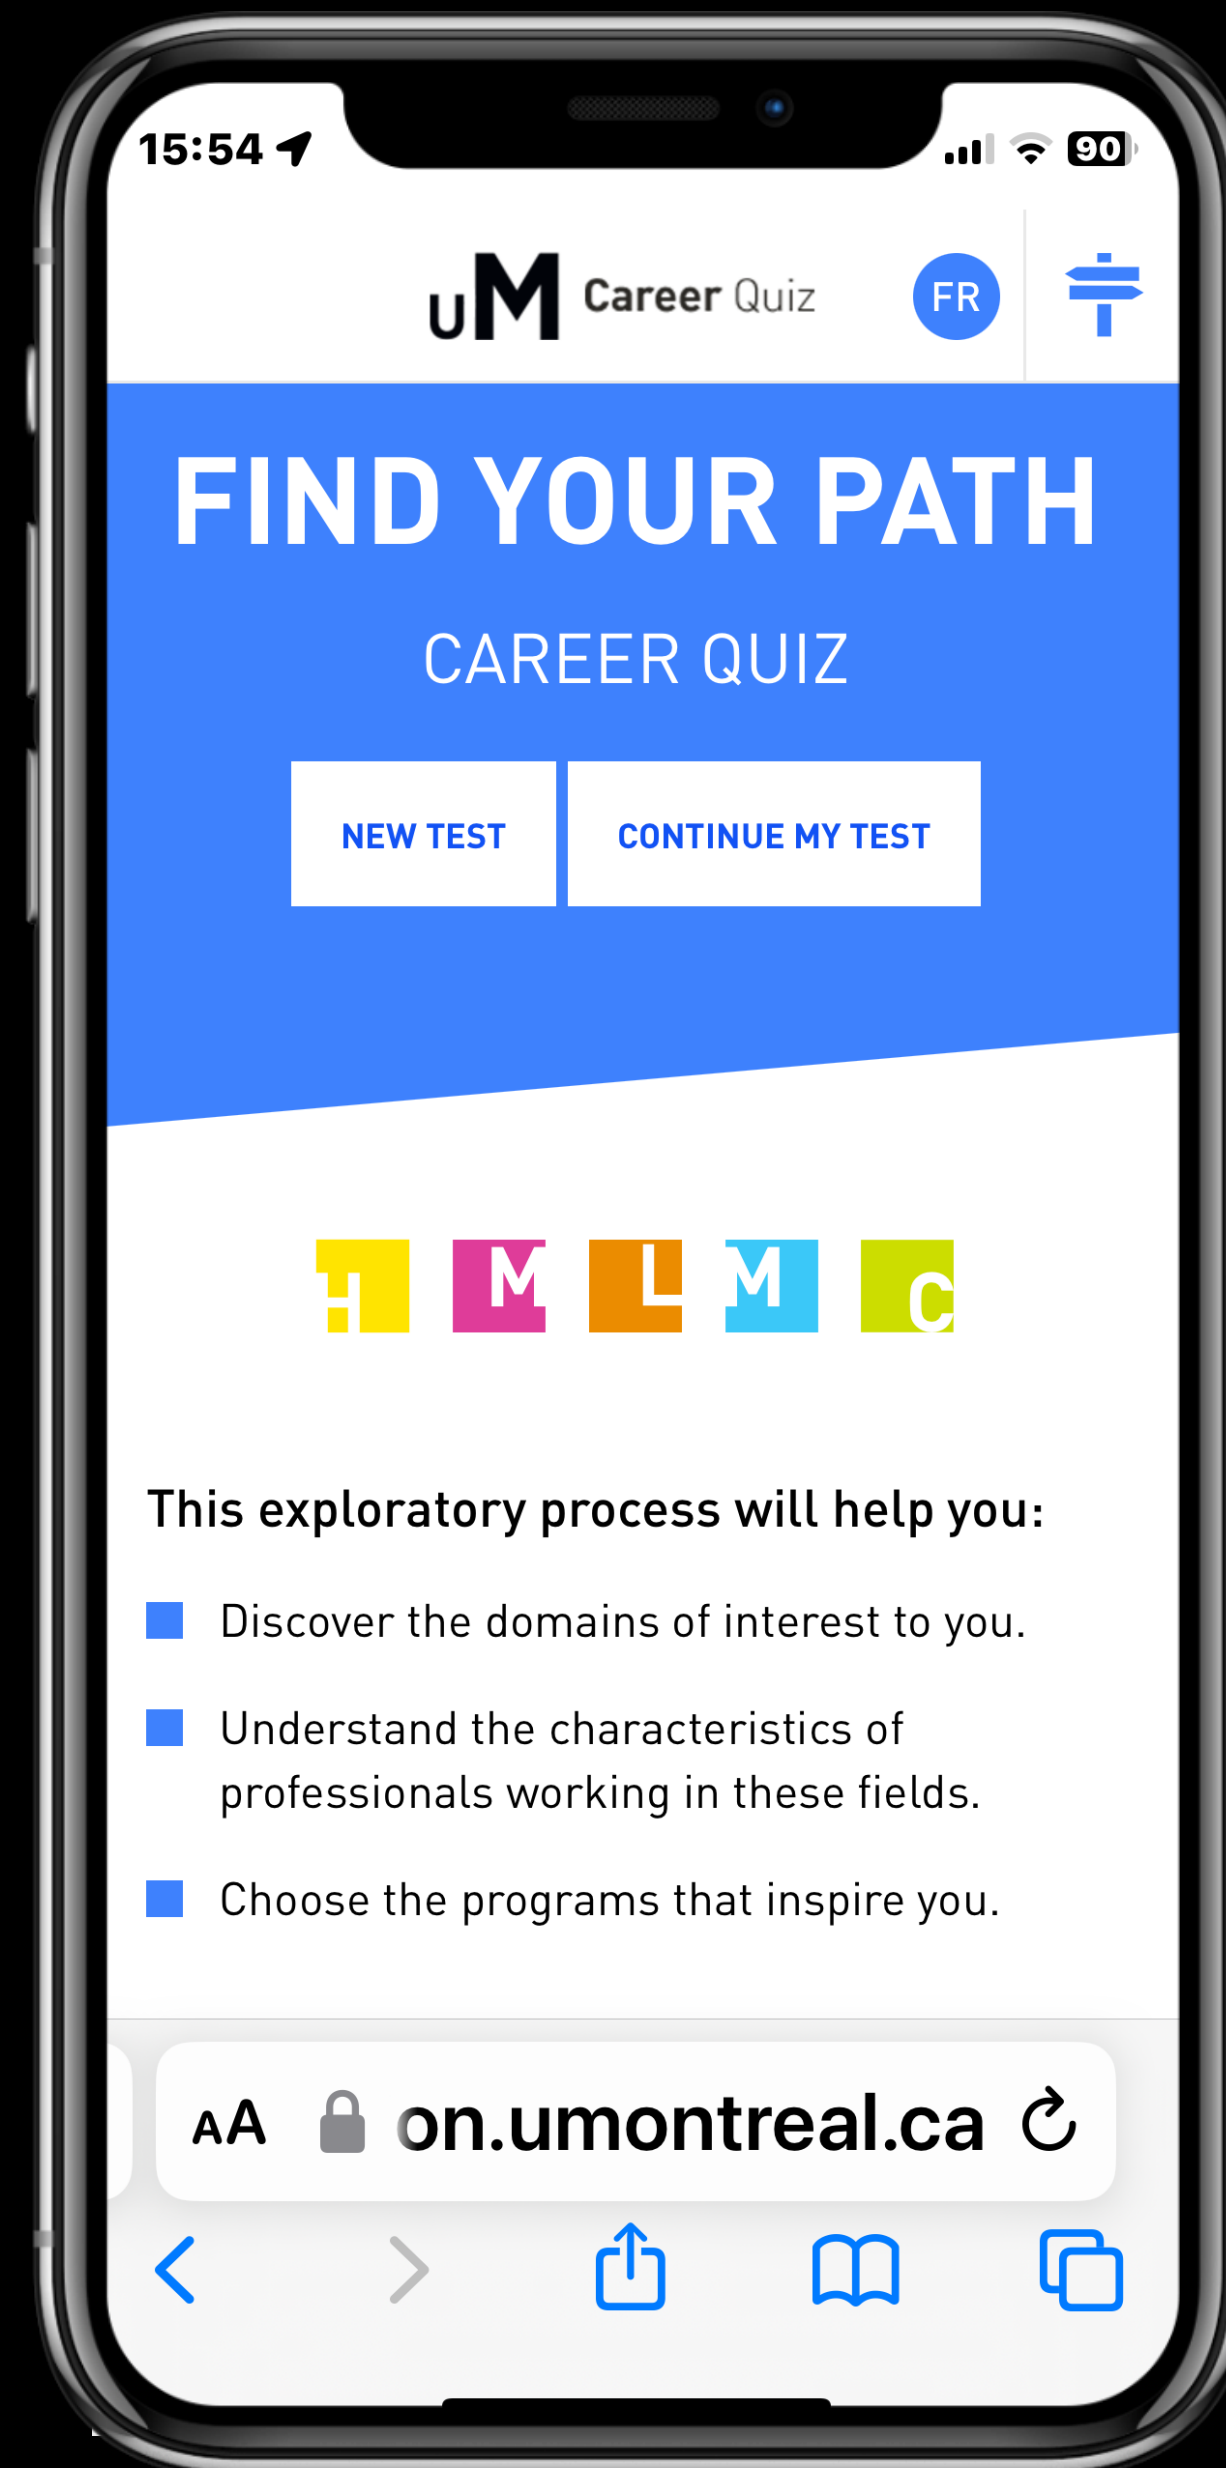 15:54 90
uM Career Quiz FR
FIND YOUR PATH
CAREER QUIZ
NEW TEST CONTINUE MY TEST
H M L M C
This exploratory process will help you:
Discover the domains of interest to you.
Understand the characteristics of
professionals working in these fields.
Choose the programs that inspire you.
AA on.umontreal.ca